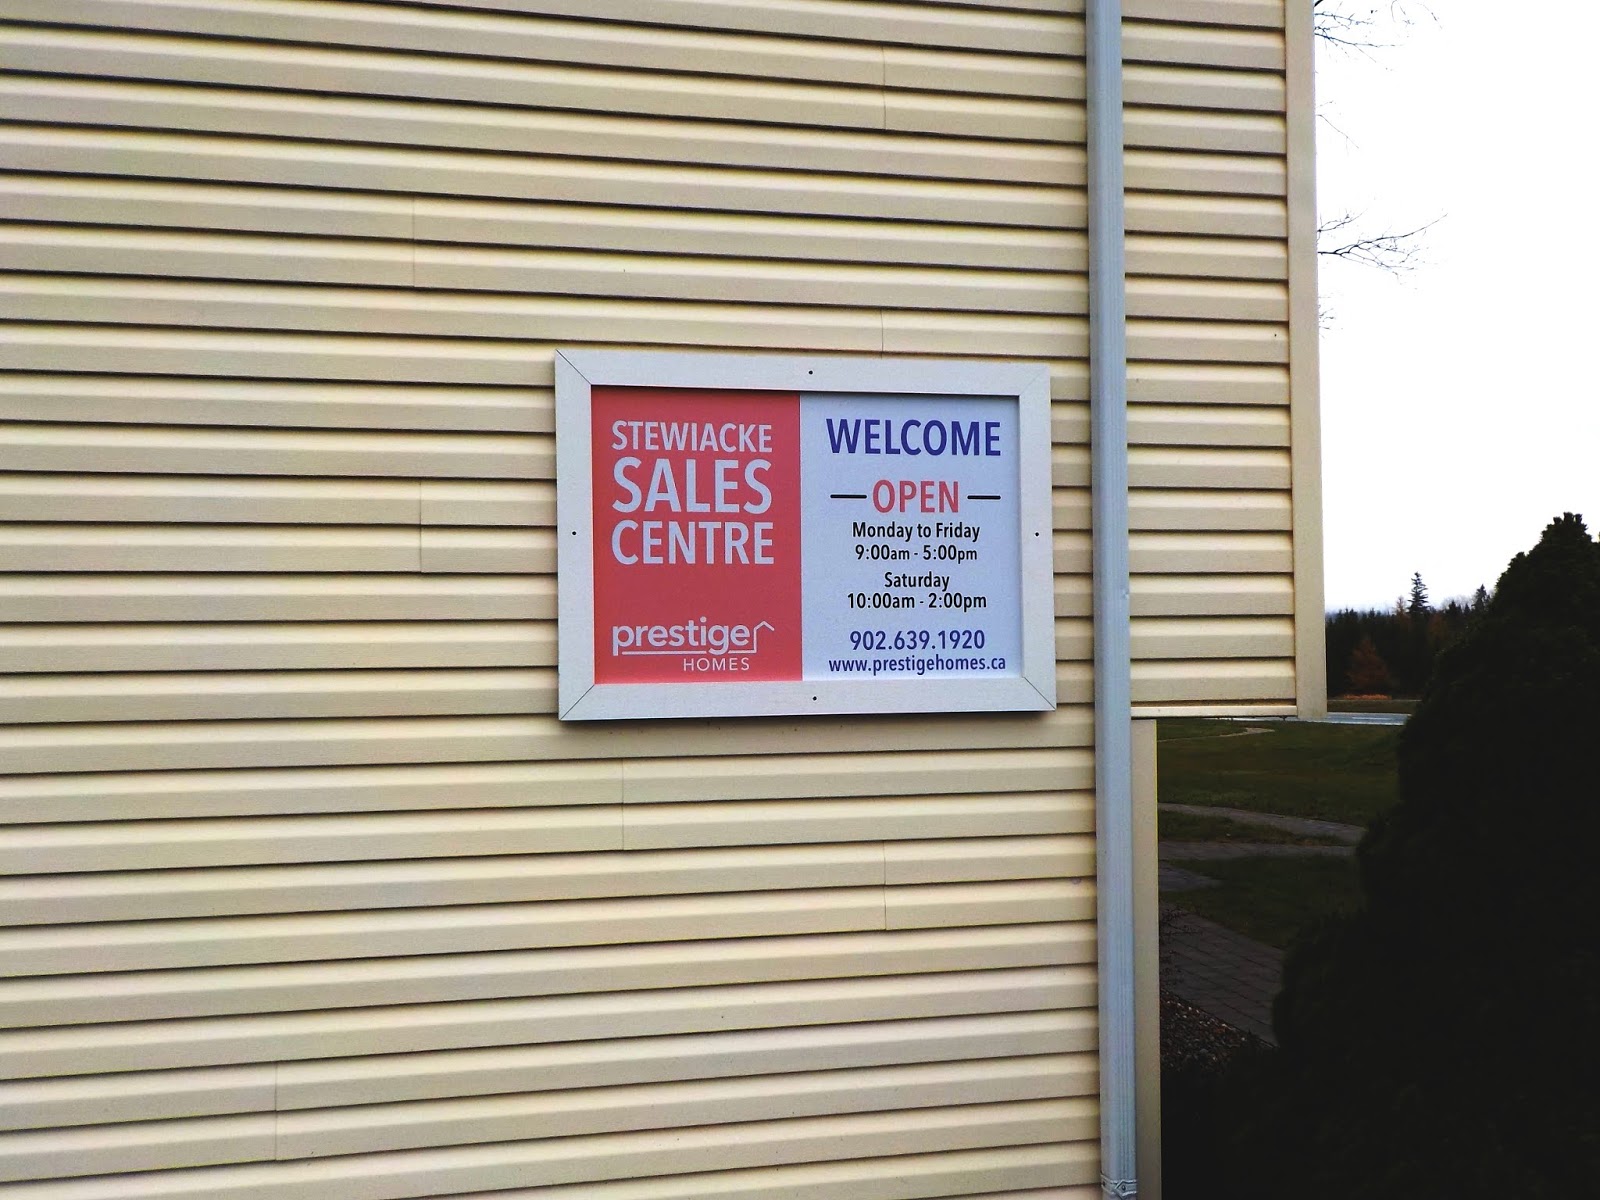 STEWIACKE
SALES
CENTRE
prestige
HOMES
WELCOME
OPEN
Monday to Friday
9:00am - 5:00pm
Saturday
10:00am - 2:00pm
902.639.1920
www.prestigehomes.ca